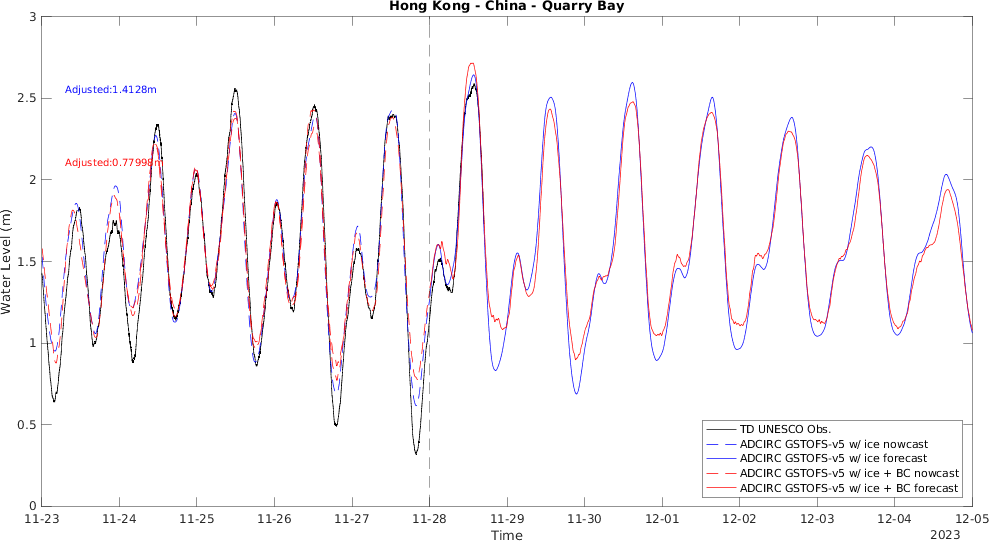 Hong Kong - China - Quarry Bay
3
2.5
2
1.5
1
0.5
0
Water Level (m)
Adjusted:1.4128m
Adjusted:0.77998m
TD UNESCO Obs.
ADCIRC GSTOFS-v5 w/ ice nowcast
ADCIRC GSTOFS-v5 w/ ice forecast
ADCIRC GSTOFS-v5 w/ ice + BC nowcast
ADCIRC GSTOFS-v5 w/ ice + BC forecast
11-23 11-24 11-25 11-26 11-27 11-28 11-29 11-30 12-01 12-02 12-03 12-04 12-05
Time
2023